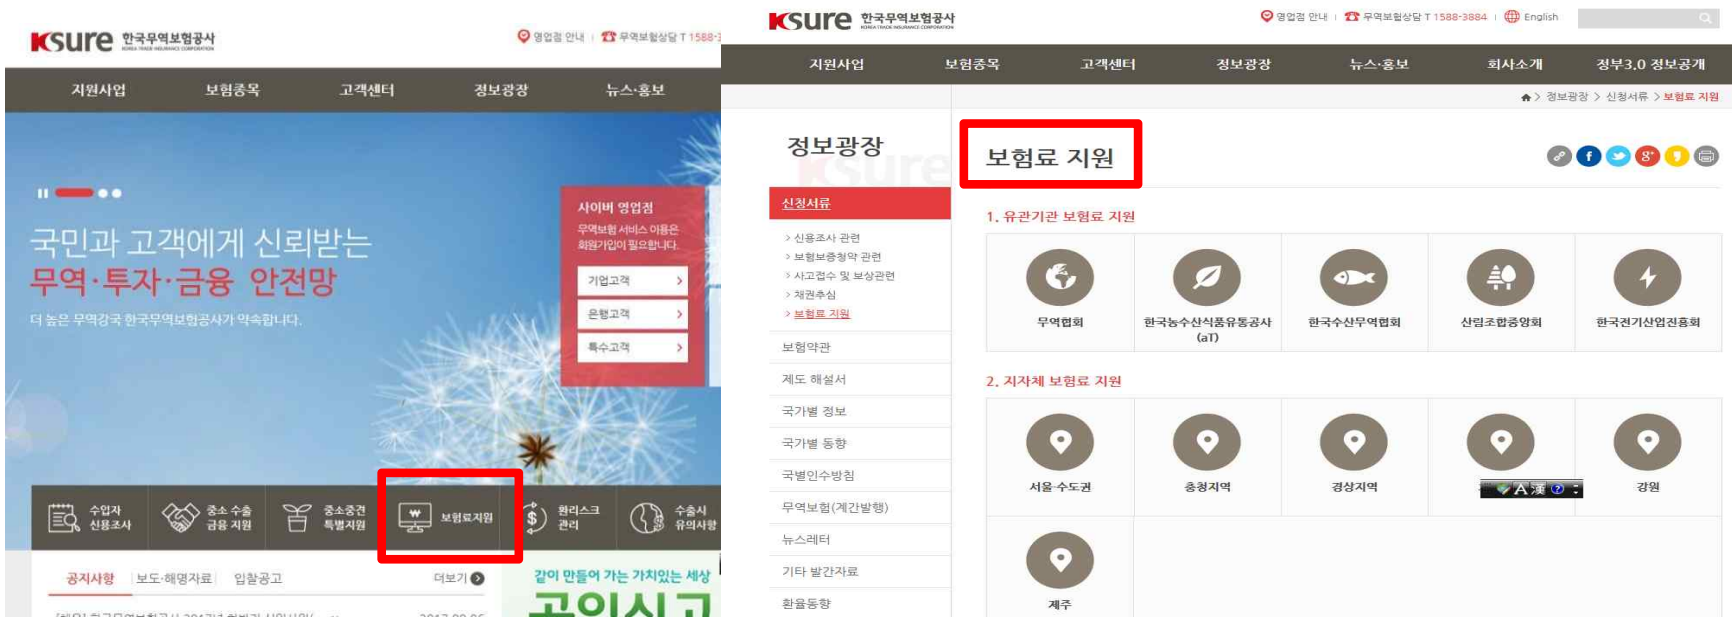 Ksure 한국무역보험공사
KOREA TRADE INSURANCE CORPORATION
영업점 안내 | 무역보험상담 T 1588-3
지원사업 보험종목 고객센터 정보광장 뉴스·홍보
국민과 고객에게 신뢰받는
무역·투자·금융 안전망
더 높은 무역강국 한국무역보험공사가 약속합니다.
사이버 영업점
무역보험 서비스 이용은
회원가입이 필요합니다.
기업고객
은행고객
특수고객
수입자
신용조사
중소 수출
금융 지원
중소중견
특별지원
보험료지원
환리스크
관리
수출시
유의사항
공지사항 | 보도·해명자료 | 입찰공고 더보기
같이 만들어 가는 가치있는 세상
Ksure 한국무역보험공사
KOREA TRADE INSURANCE CORPORATION
영업점 안내 | 무역보험상담 T 1588-3884 | English
지원사업 보험종목 고객센터 정보광장 뉴스·홍보 회사소개 정부3.0 정보공개
> 정보광장 > 신청서류 > 보험료 지원
정보광장
Ksure
신청서류
> 신용조사 관련
> 보험보증청약 관련
> 사고접수 및 보상관련
> 채권추심
> 보험료 지원
보험약관
제도 해설서
국가별 정보
국가별 동향
국별인수방침
무역보험(계간발행)
뉴스레터
기타 발간자료
환율동향
보험료 지원
1. 유관기관 보험료 지원
무역협회
한국농수산식품유통공사
(aT)
한국수산무역협회
산림조합중앙회
한국전기산업진흥회
2. 지자체 보험료 지원
서울·수도권
충청지역
경상지역
A 漢
강원
제주